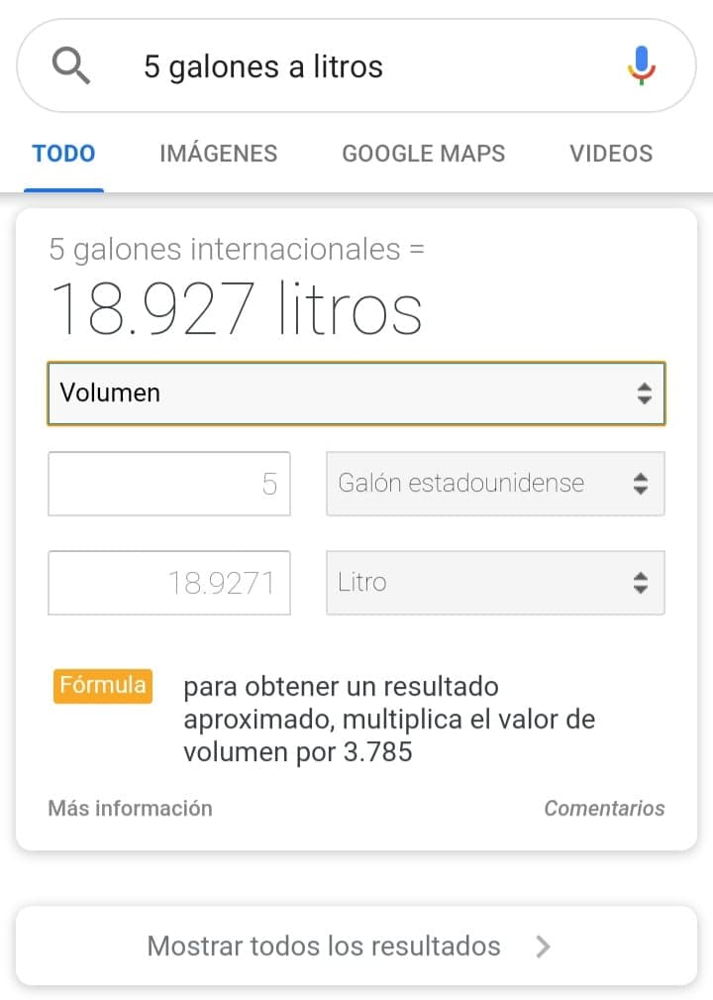 5 galones a litros
TODO IMÁGENES GOOGLE MAPS VIDEOS
5 galones internacionales =
18.927 litros
Volumen
5 Galón estadounidense
18.9271 Litro
Fórmula para obtener un resultado
aproximado, multiplica el valor de
volumen por 3.785
Más información Comentarios
Mostrar todos los resultados